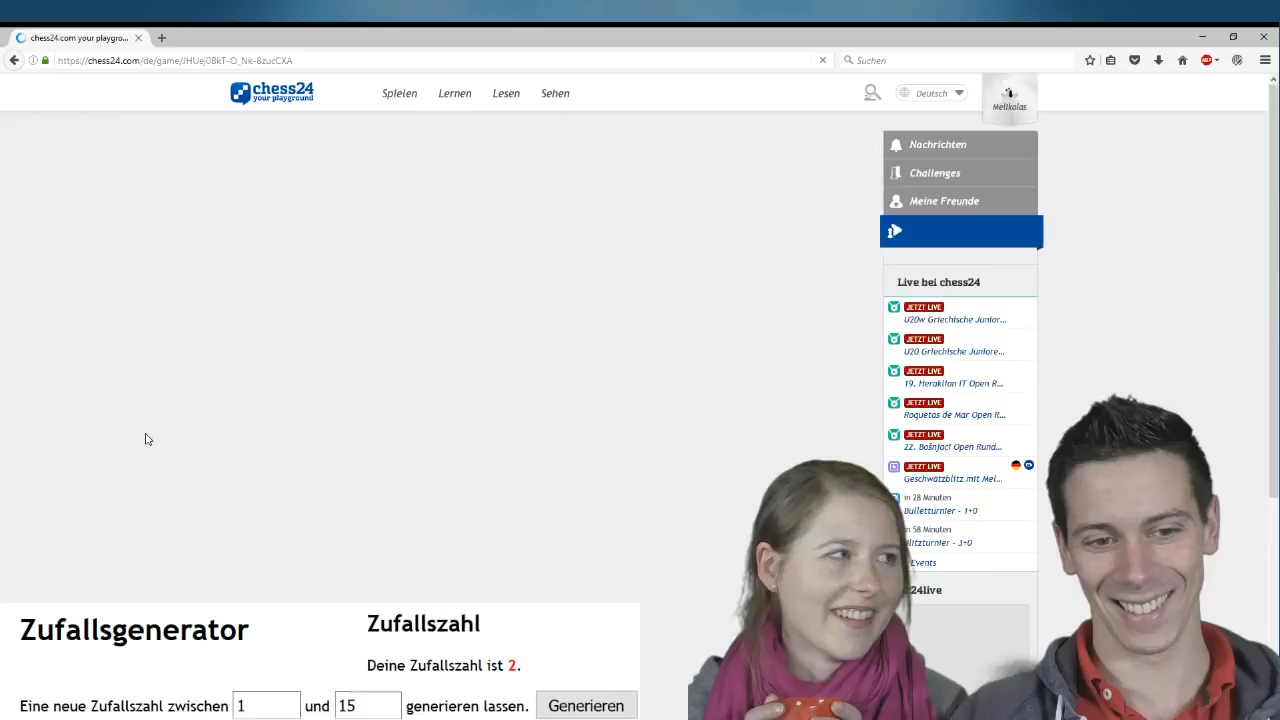 chess24.com your playgro...
https://chess24.com/de/game/JHUej0BkT-O_Nk-8zucCXA
Suchen
ABP
chess24
your playground
Spielen
Lernen
Lesen
Sehen
Deutsch
Melikolas
Nachrichten
Challenges
Meine Freunde
Live bei chess24
JETZT LIVE
U20w Griechische Junior...
JETZT LIVE
U20 Griechische Juniore...
JETZT LIVE
19. Heraklion IT Open R...
JETZT LIVE
Roquetas de Mar Open R...
JETZT LIVE
22. Bošnjaci Open Rund...
JETZT LIVE
Geschwätzblitz mit Mel...
in 28 Minuten
Bulletturnier - 1+0
in 58 Minuten
litzturnier - 3+0
Events
24live
Zufallsgenerator
Zufallszahl
Deine Zufallszahl ist 2.
Eine neue Zufallszahl zwischen 1 und 15 generieren lassen. Generieren